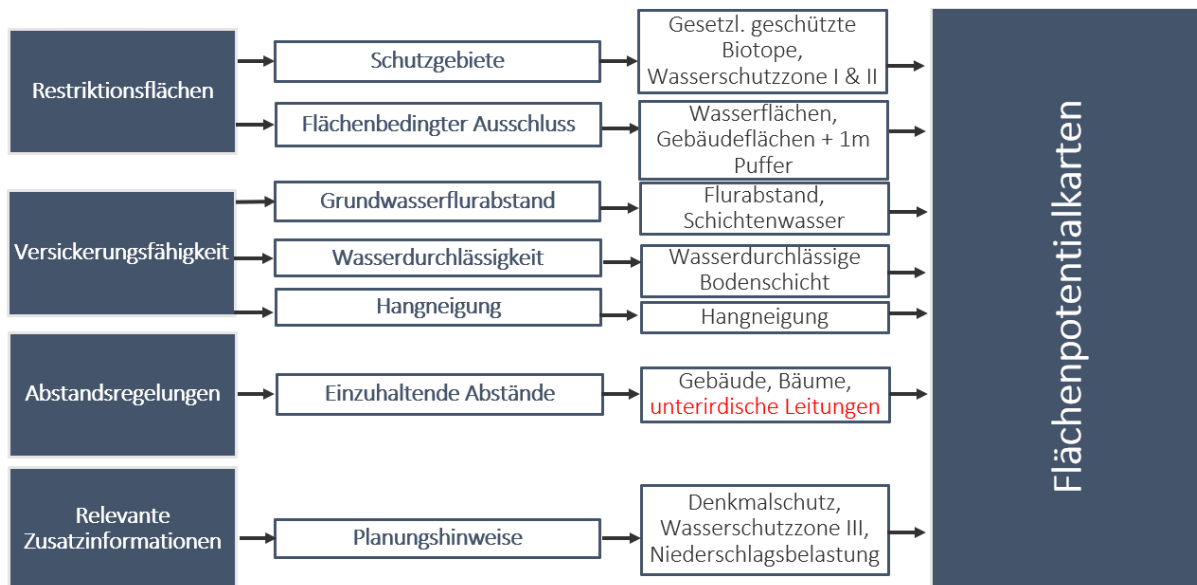 Restriktionsflächen
Schutzgebiete
Gesetzl. geschützte
Biotope,
Wasserschutzzone I & II
Flächenbedingter Ausschluss
Wasserflächen,
Gebäudeflächen + 1m
Puffer
Versickerungsfähigkeit
Grundwasserflurabstand
Flurabstand,
Schichtenwasser
Wasserdurchlässigkeit
Wasserdurchlässige
Bodenschicht
Hangneigung
Hangneigung
Abstandsregelungen
Einzuhaltende Abstände
Gebäude, Bäume,
unterirdische Leitungen
Relevante
Zusatzinformationen
Planungshinweise
Denkmalschutz,
Wasserschutzzone III,
Niederschlagsbelastung
Flächenpotentialkarten